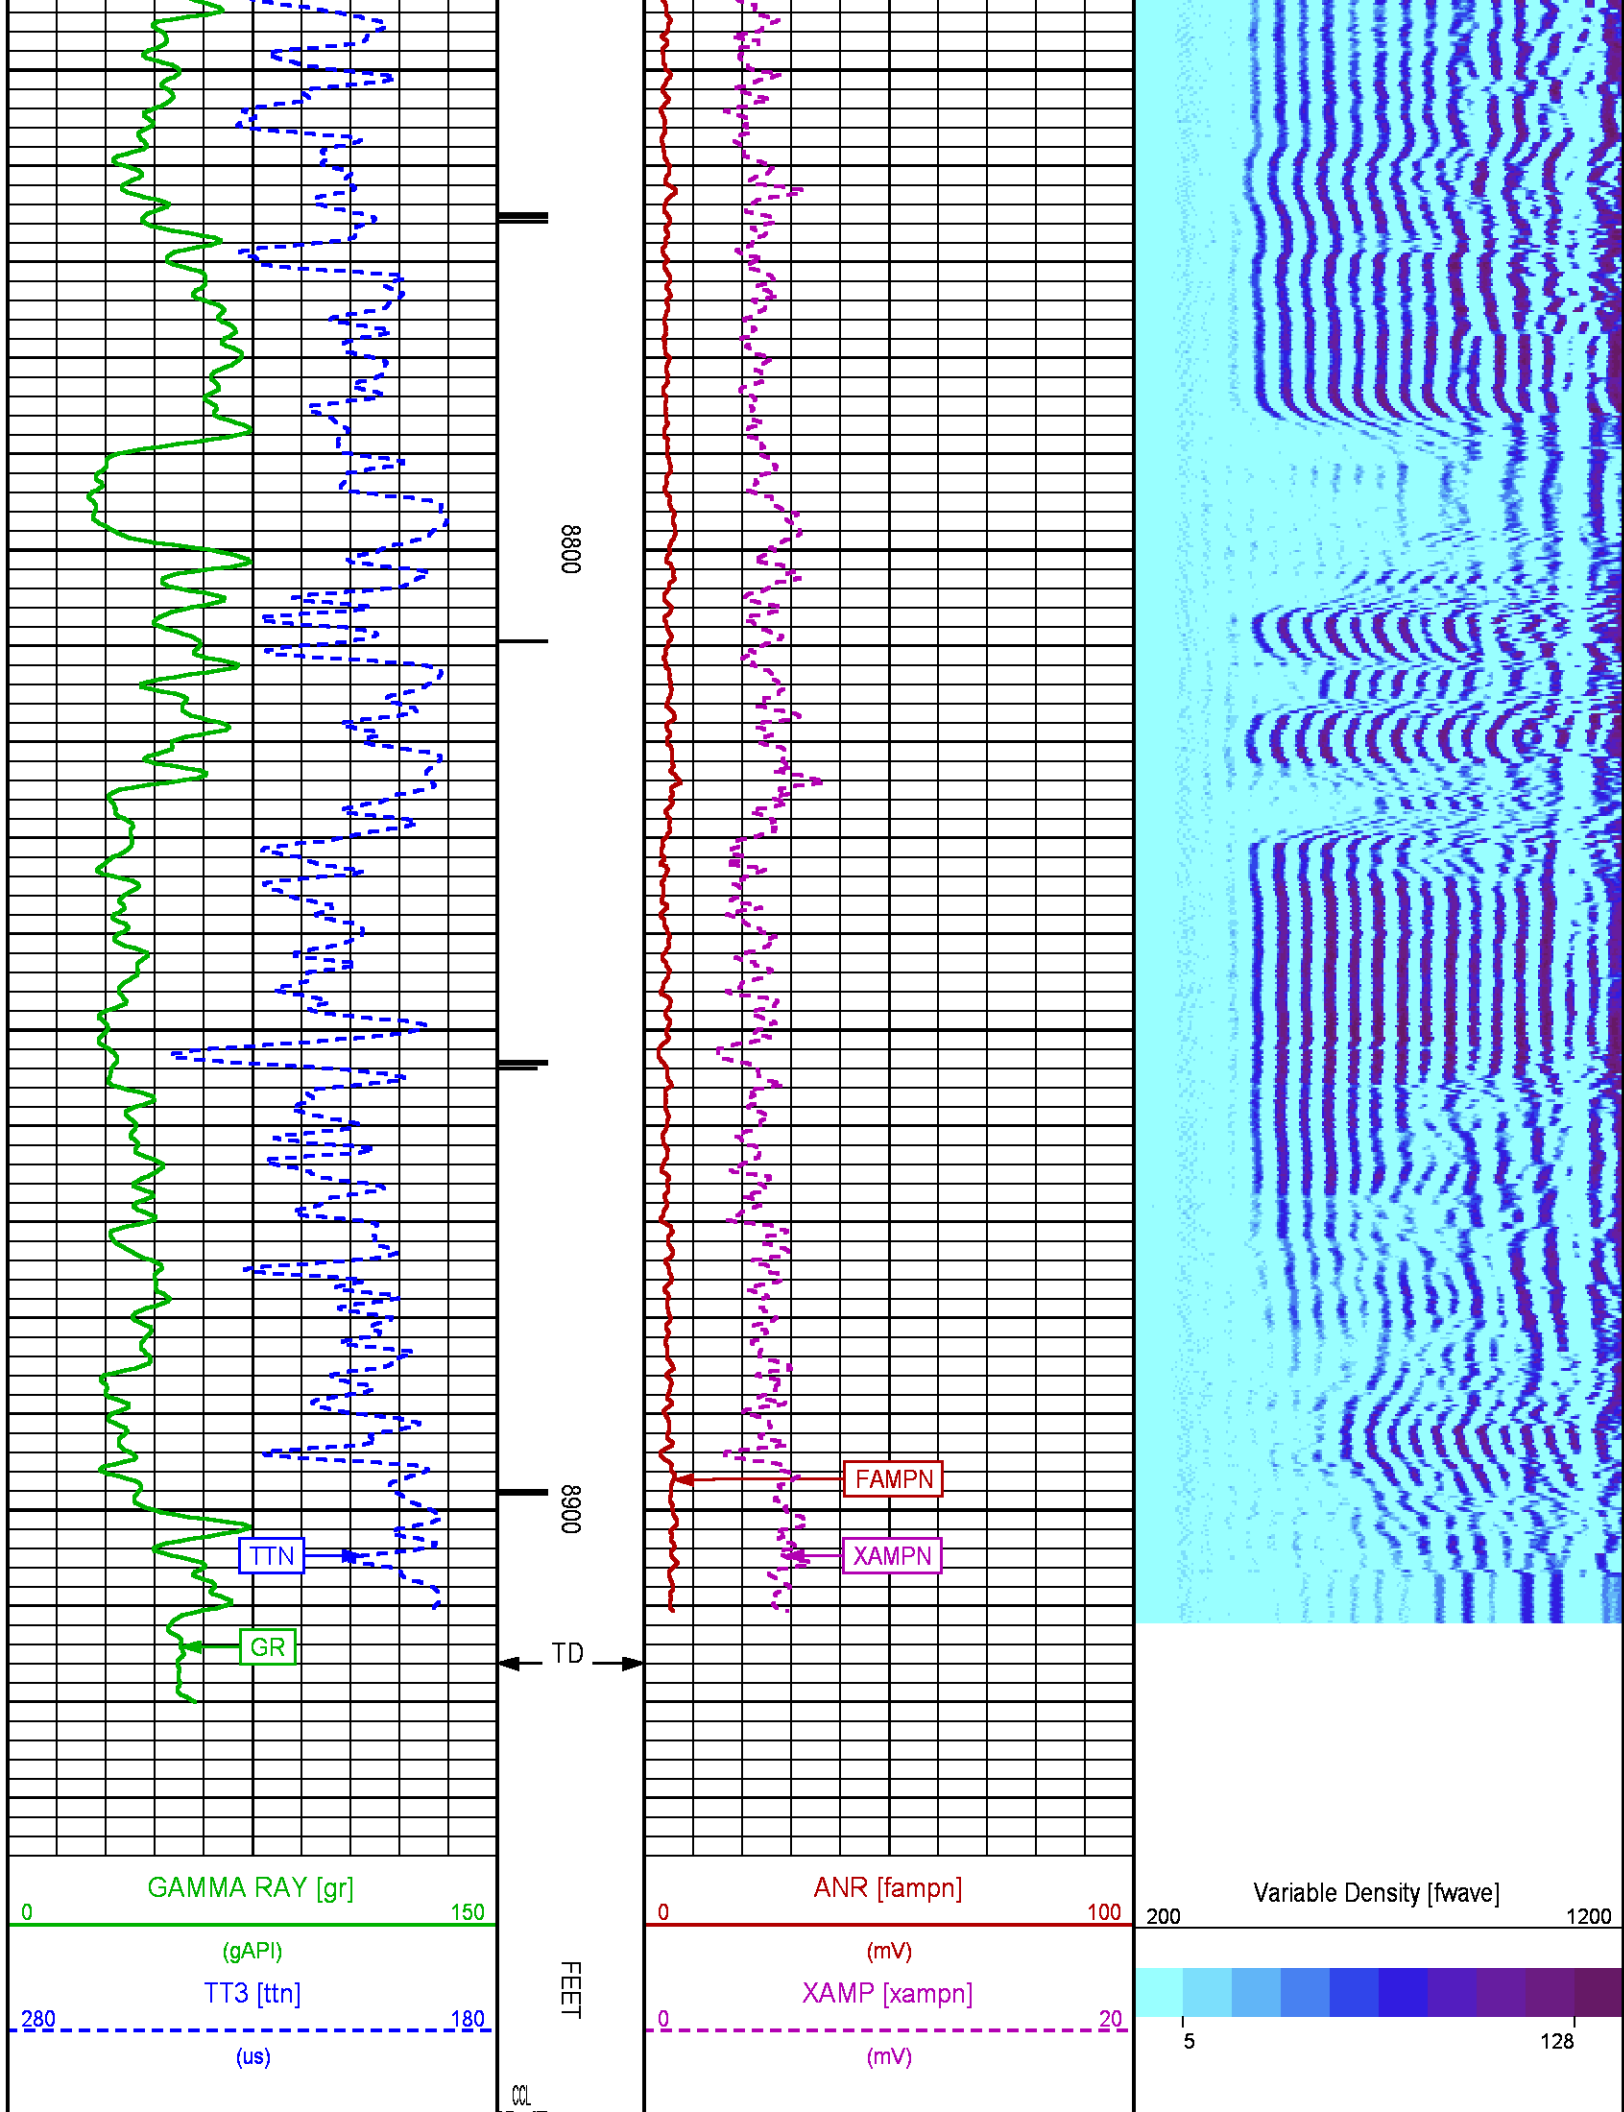 8800
8900
FAMPN
TTN
XAMPN
GR
TD
GAMMA RAY [gr]
0 150
(gAPI)
TT3 [ttn]
280 180
(us)
FEET
CCL
ANR [fampn]
0 100
(mV)
XAMP [xampn]
0 20
(mV)
Variable Density [fwave]
200 1200
5 128